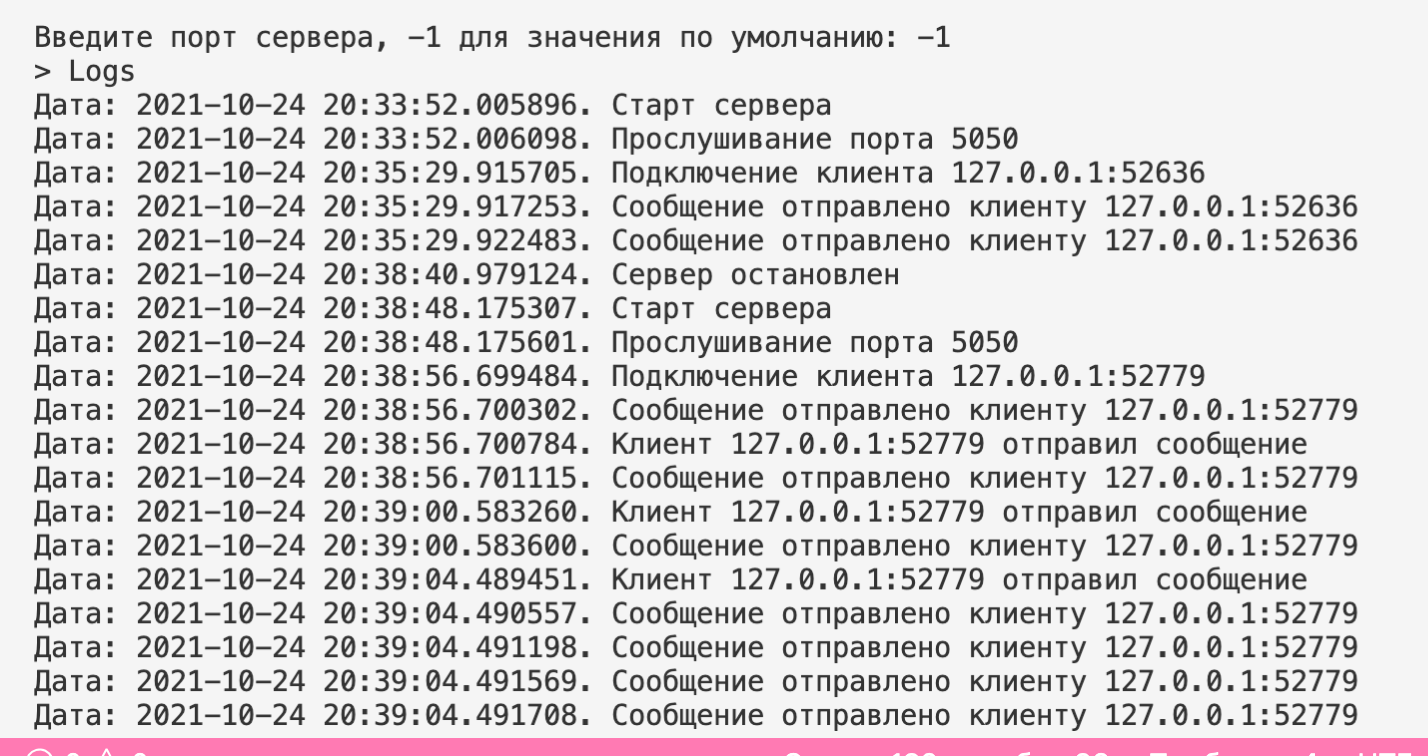 Введите порт сервера, -1 для значения по умолчанию: -1
> Logs
Дата: 2021-10-24 20:33:52.005896. Старт сервера
Дата: 2021-10-24 20:33:52.006098. Прослушивание порта 5050
Дата: 2021-10-24 20:35:29.915705. Подключение клиента 127.0.0.1:52636
Дата: 2021-10-24 20:35:29.917253. Сообщение отправлено клиенту 127.0.0.1:52636
Дата: 2021-10-24 20:35:29.922483. Сообщение отправлено клиенту 127.0.0.1:52636
Дата: 2021-10-24 20:38:40.979124. Сервер остановлен
Дата: 2021-10-24 20:38:48.175307. Старт сервера
Дата: 2021-10-24 20:38:48.175601. Прослушивание порта 5050
Дата: 2021-10-24 20:38:56.699484. Подключение клиента 127.0.0.1:52779
Дата: 2021-10-24 20:38:56.700302. Сообщение отправлено клиенту 127.0.0.1:52779
Дата: 2021-10-24 20:38:56.700784. Клиент 127.0.0.1:52779 отправил сообщение
Дата: 2021-10-24 20:38:56.701115. Сообщение отправлено клиенту 127.0.0.1:52779
Дата: 2021-10-24 20:39:00.583260. Клиент 127.0.0.1:52779 отправил сообщение
Дата: 2021-10-24 20:39:00.583600. Сообщение отправлено клиенту 127.0.0.1:52779
Дата: 2021-10-24 20:39:04.489451. Клиент 127.0.0.1:52779 отправил сообщение
Дата: 2021-10-24 20:39:04.490557. Сообщение отправлено клиенту 127.0.0.1:52779
Дата: 2021-10-24 20:39:04.491198. Сообщение отправлено клиенту 127.0.0.1:52779
Дата: 2021-10-24 20:39:04.491569. Сообщение отправлено клиенту 127.0.0.1:52779
Дата: 2021-10-24 20:39:04.491708. Сообщение отправлено клиенту 127.0.0.1:52779